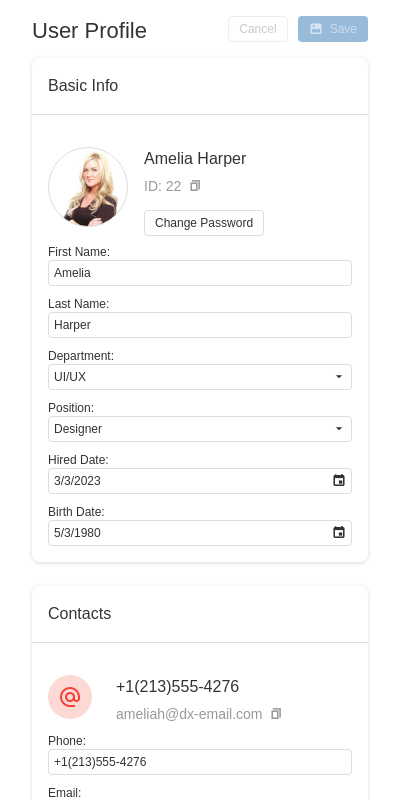 User Profile
Cancel
Save
Basic Info
Amelia Harper
ID: 22
Change Password
First Name:
Amelia
Last Name:
Harper
Department:
UI/UX
Position:
Designer
Hired Date:
3/3/2023
Birth Date:
5/3/1980
Contacts
+1(213)555-4276
ameliah@dx-email.com
Phone:
+1(213)555-4276
Email: